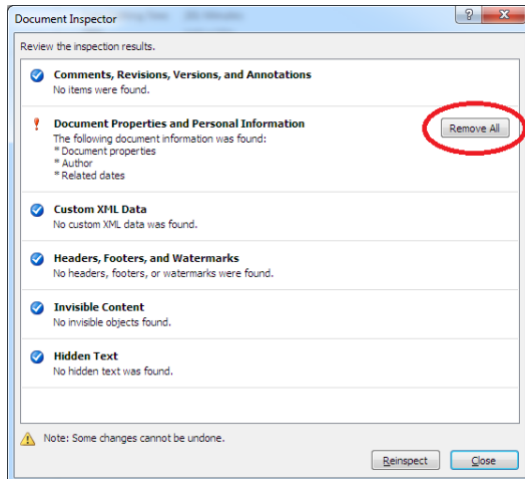 Document Inspector
Review the inspection results.
Comments, Revisions, Versions, and Annotations
No items were found.
Document Properties and Personal Information
Remove All
The following document information was found:
* Document properties
* Author
* Related dates
Custom XML Data
No custom XML data was found.
Headers, Footers, and Watermarks
No headers, footers, or watermarks were found.
Invisible Content
No invisible objects found.
Hidden Text
No hidden text was found.
Note: Some changes cannot be undone.
Reinspect Close